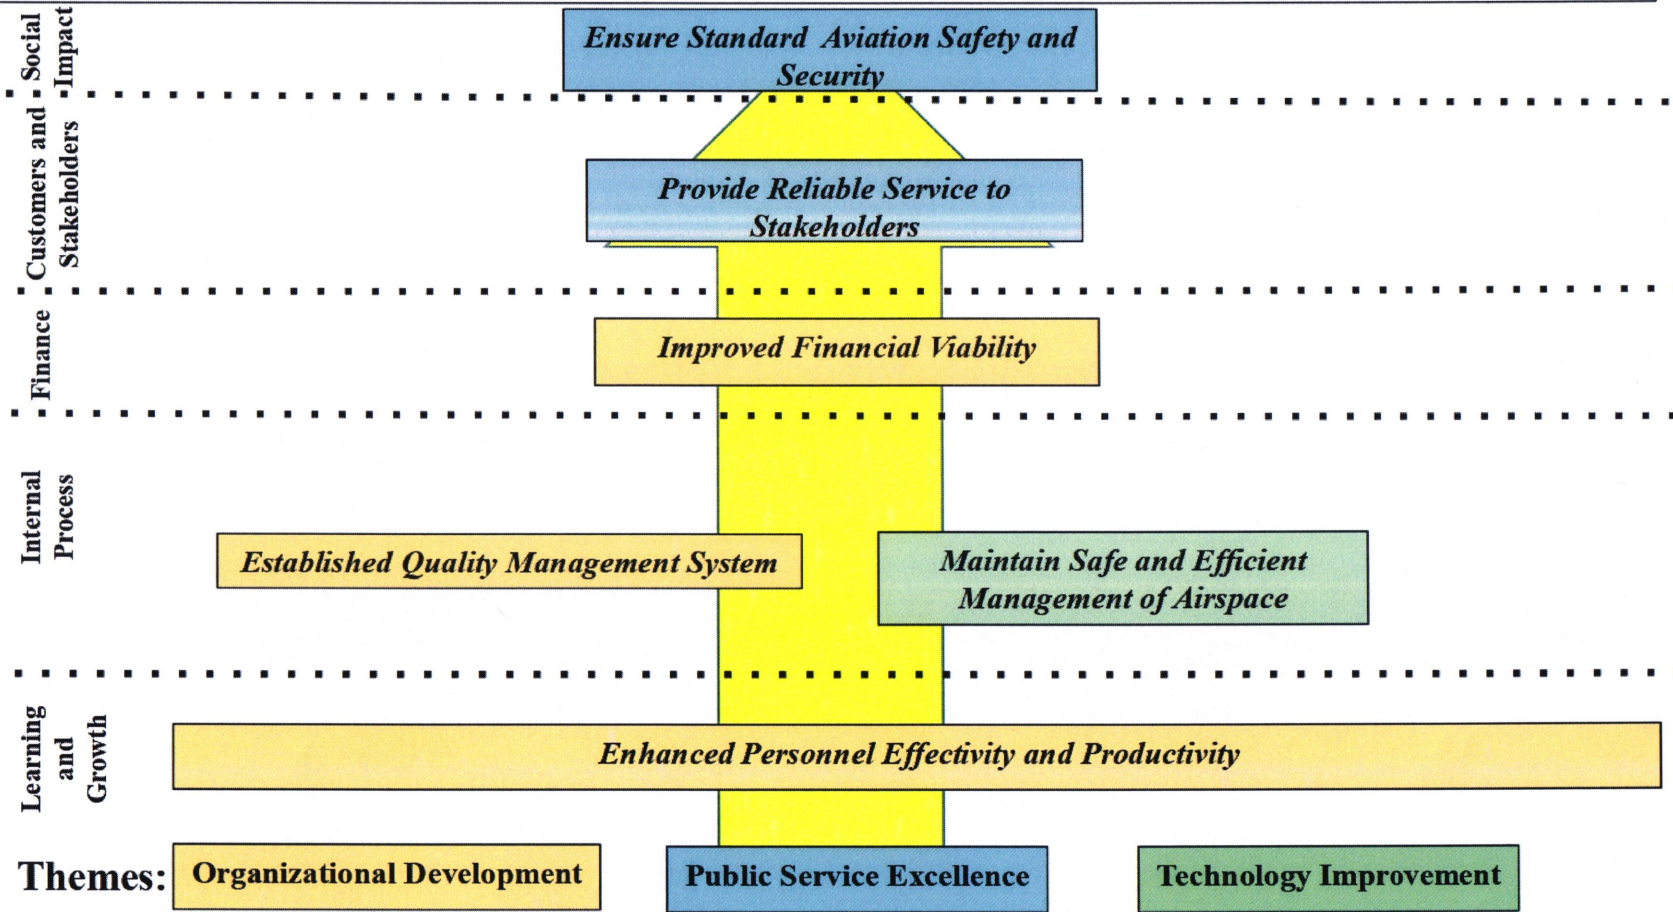 Social
Impact
Ensure Standard Aviation Safety and
Security
Customers and
Stakeholders
Provide Reliable Service to
Stakeholders
Finance
Improved Financial Viability
Internal
Process
Established Quality Management System
Maintain Safe and Efficient
Management of Airspace
Learning
and
Growth
Enhanced Personnel Effectivity and Productivity
Themes:
Organizational Development
Public Service Excellence
Technology Improvement